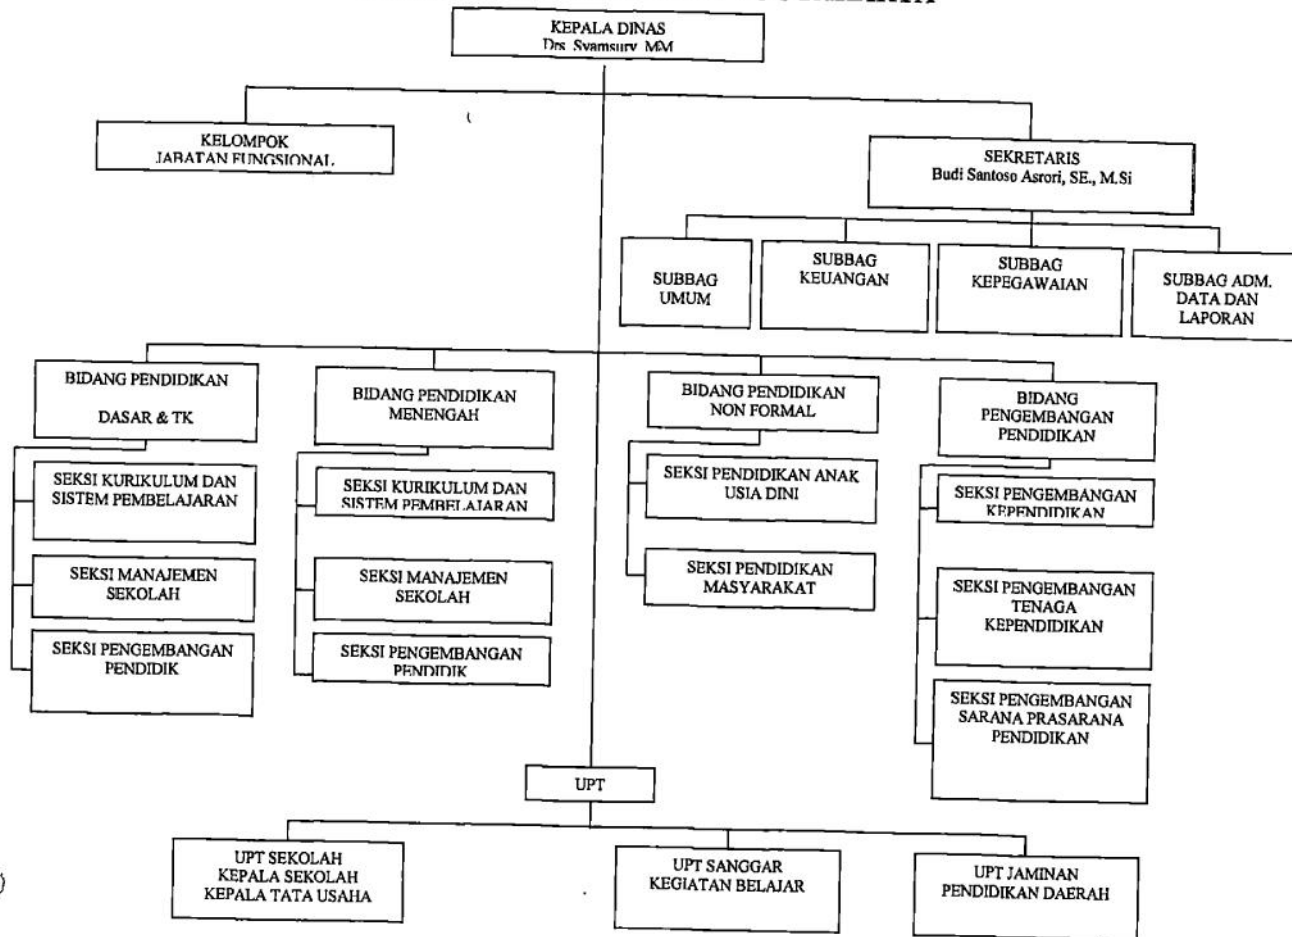 KEPALA DINAS
Drs. Syamsury, MM
KELOMPOK
JABATAN FUNGSIONAL
SEKRETARIS
Budi Santoso Asrori, SE., M.Si
SUBBAG
UMUM
SUBBAG
KEUANGAN
SUBBAG
KEPEGAWAIAN
SUBBAG ADM.
DATA DAN
LAPORAN
BIDANG PENDIDIKAN
DASAR & TK
SEKSI KURIKULUM DAN
SISTEM PEMBELAJARAN
SEKSI MANAJEMEN
SEKOLAH
SEKSI PENGEMBANGAN
PENDIDIK
BIDANG PENDIDIKAN
MENENGAH
SEKSI KURIKULUM DAN
SISTEM PEMBELAJARAN
SEKSI MANAJEMEN
SEKOLAH
SEKSI PENGEMBANGAN
PENDIDIK
BIDANG PENDIDIKAN
NON FORMAL
SEKSI PENDIDIKAN ANAK
USIA DINI
SEKSI PENDIDIKAN
MASYARAKAT
BIDANG
PENGEMBANGAN
PENDIDIKAN
SEKSI PENGEMBANGAN
KEPENDIDIKAN
SEKSI PENGEMBANGAN
TENAGA
KEPENDIDIKAN
SEKSI PENGEMBANGAN
SARANA PRASARANA
PENDIDIKAN
UPT
UPT SEKOLAH
KEPALA SEKOLAH
KEPALA TATA USAHA
UPT SANGGAR
KEGIATAN BELAJAR
UPT JAMINAN
PENDIDIKAN DAERAH